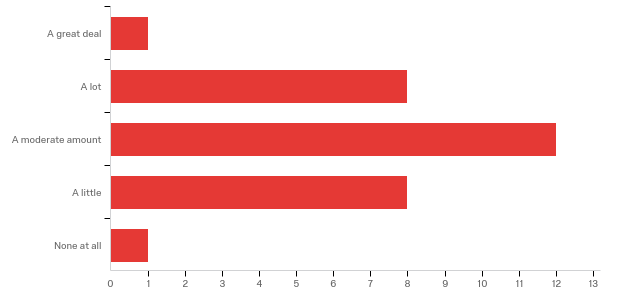 A great deal
A lot
A moderate amount
A little
None at all
0 1 2 3 4 5 6 7 8 9 10 11 12 13